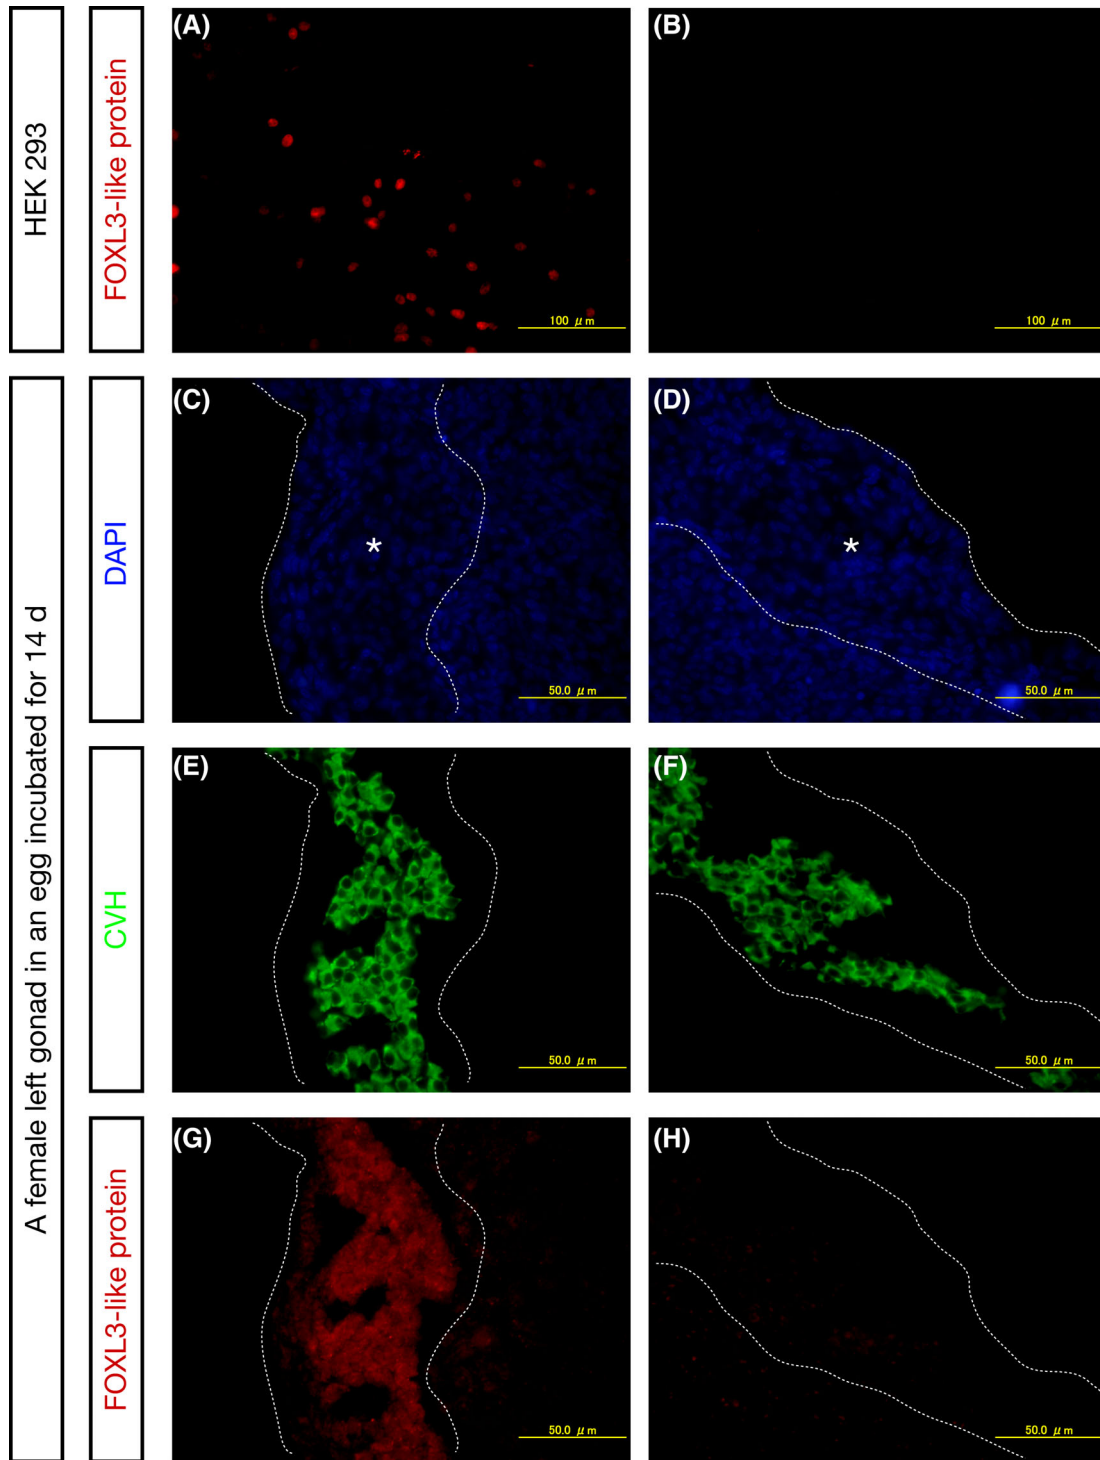 HEK 293
FOXL3-like protein
(A)
100 μm
(B)
100 μm
A female left gonad in an egg incubated for 14 d
DAPI
(C)
*
50.0 μm
(D)
*
50.0 μm
CVH
(E)
50.0 μm
(F)
50.0 μm
FOXL3-like protein
(G)
50.0 μm
(H)
50.0 μm